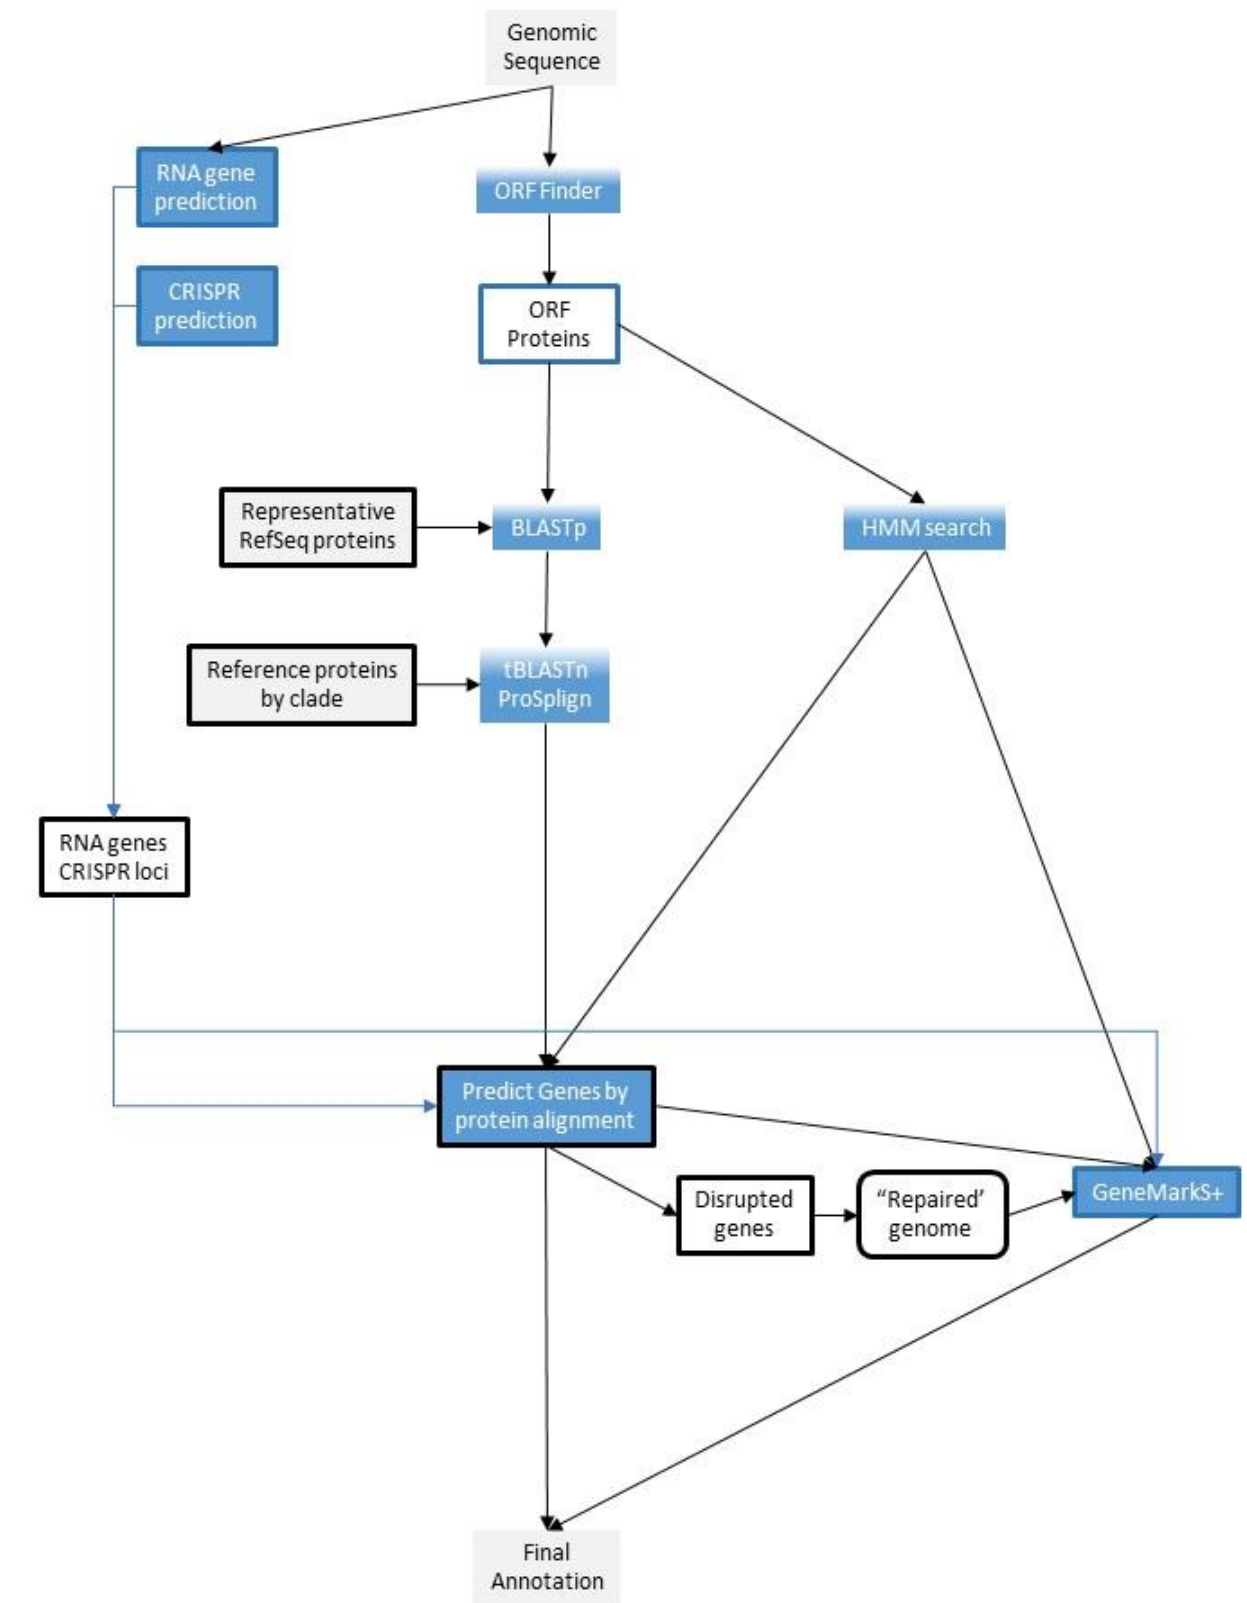 Genomic
Sequence
RNA gene
prediction
ORF Finder
CRISPR
prediction
ORF
Proteins
Representative
RefSeq proteins
BLASTp
HMM search
Reference proteins
by clade
tBLASTn
ProSplign
RNA genes
CRISPR loci
Predict Genes by
protein alignment
Disrupted
genes
“Repaired’
genome
GeneMarkS+
Final
Annotation